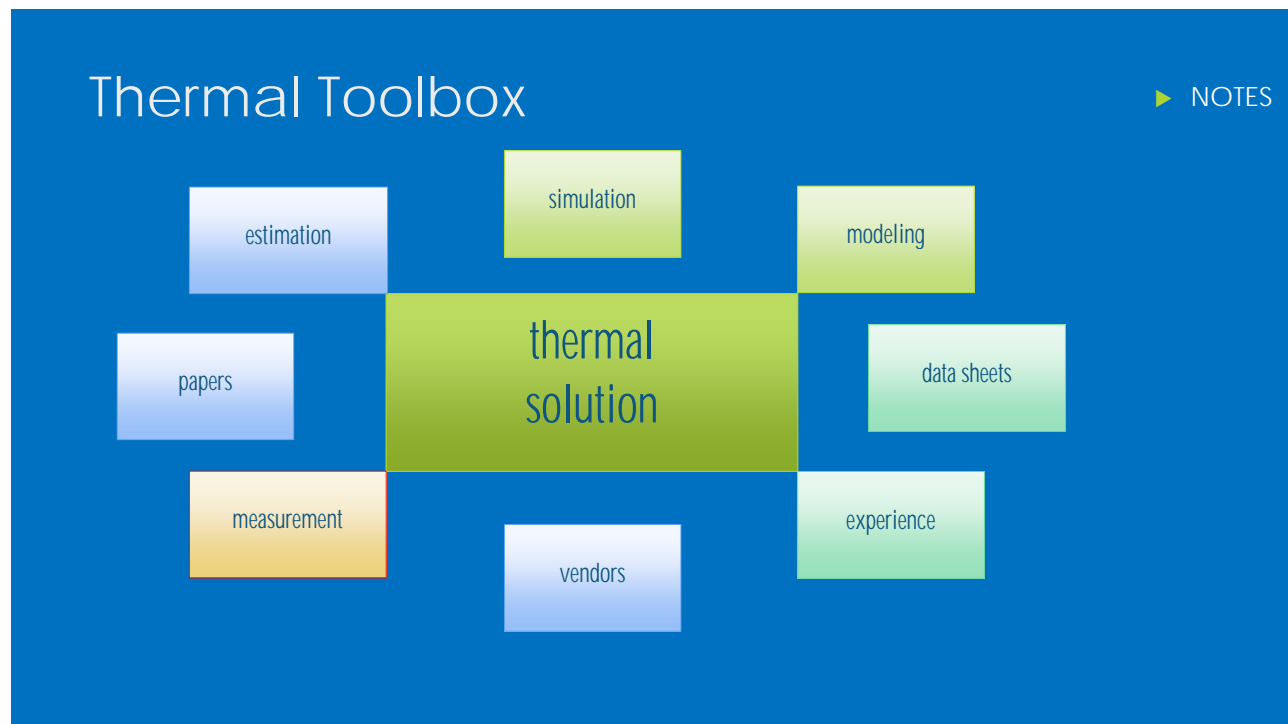 Thermal Toolbox
NOTES
simulation
estimation
modeling
thermal
solution
papers
data sheets
measurement
experience
vendors